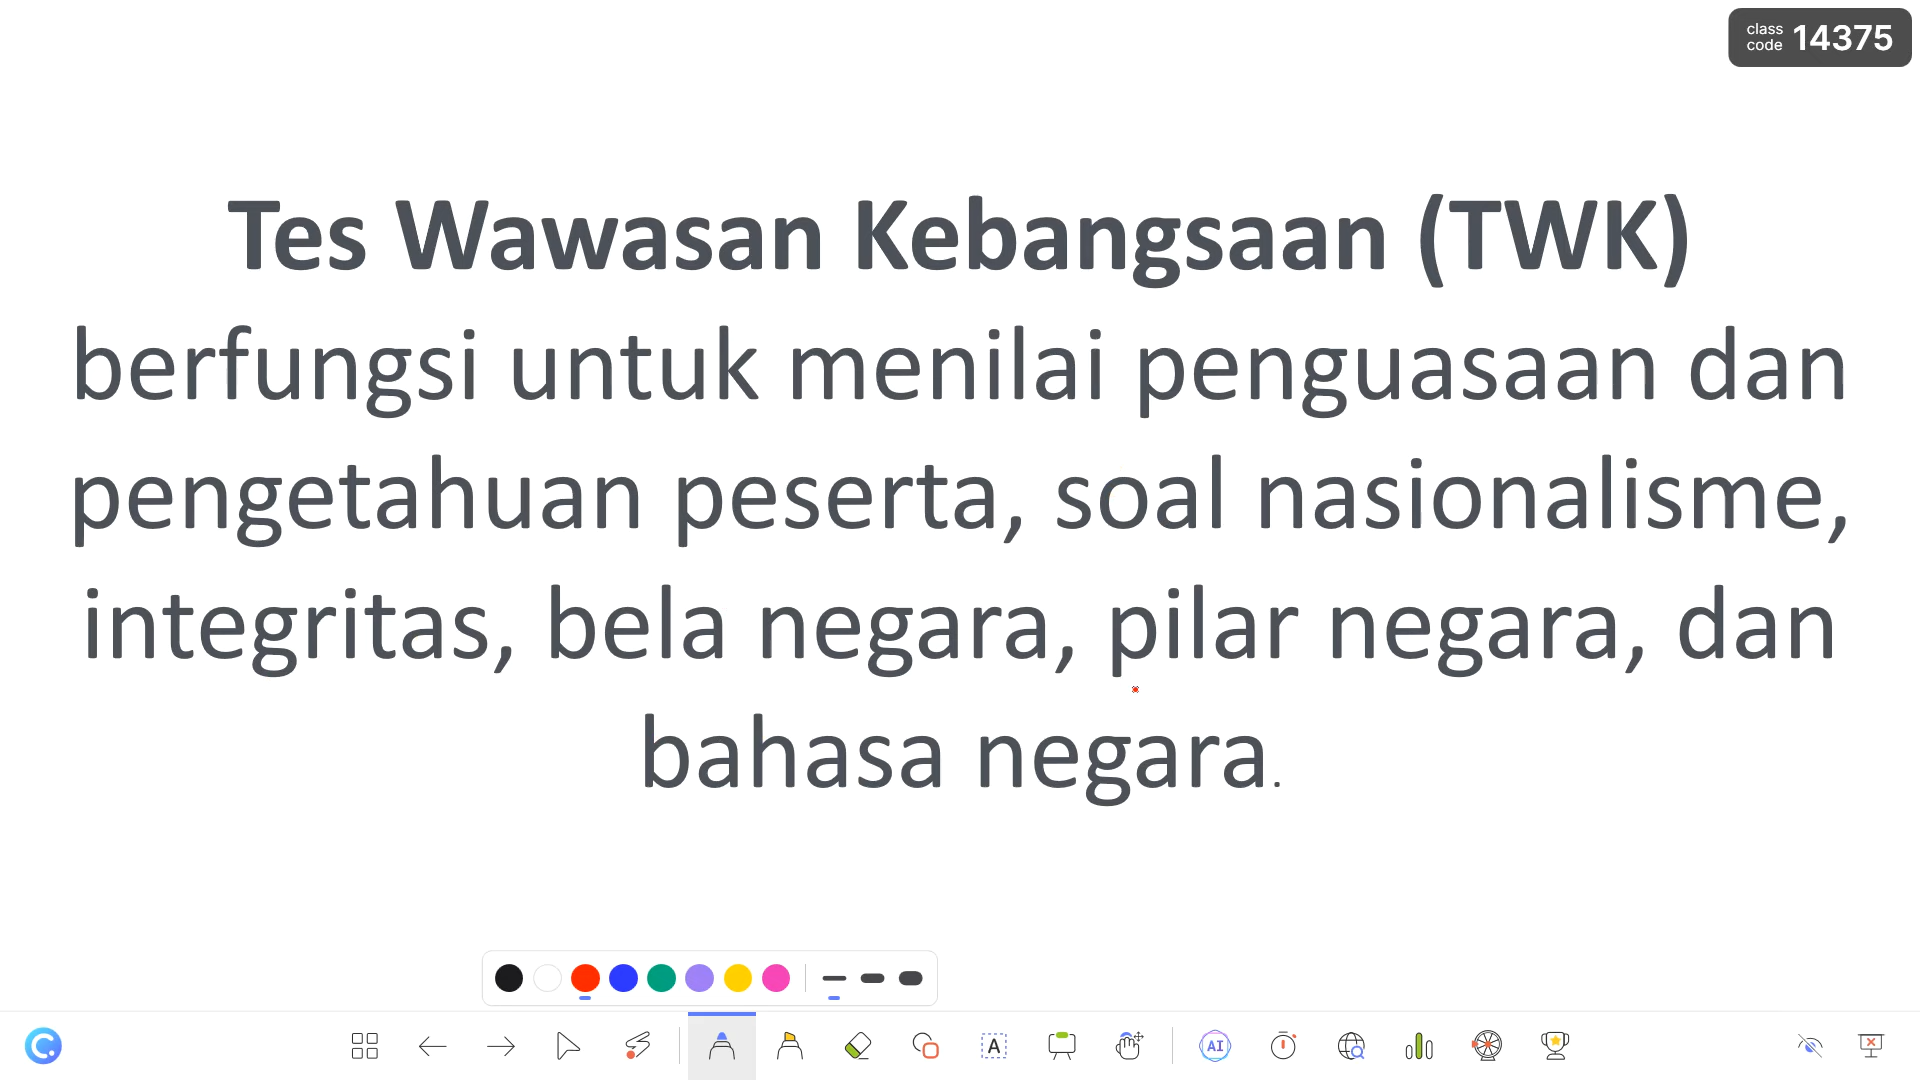 class code 14375
Tes Wawasan Kebangsaan (TWK)
berfungsi untuk menilai penguasaan dan
pengetahuan peserta, soal nasionalisme,
integritas, bela negara, pilar negara, dan
bahasa negara.
A
AI